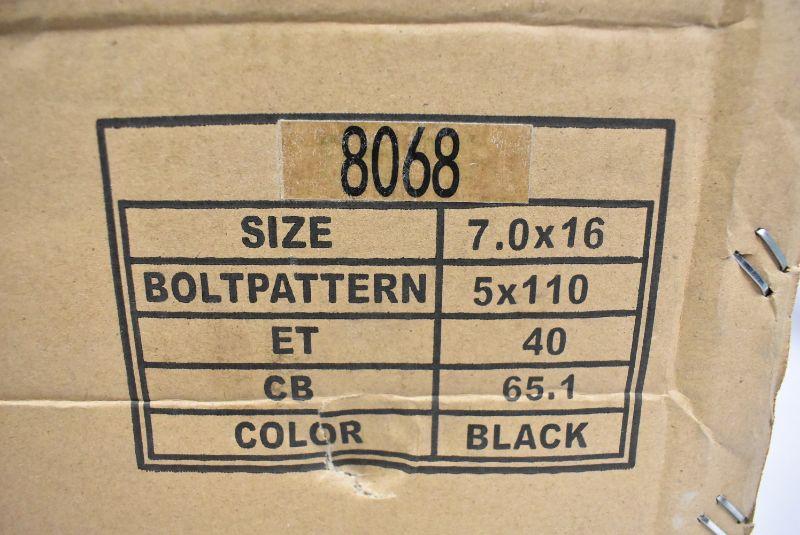 8068
SIZE 7.0x16
BOLTPATTERN 5x110
ET 40
CB 65.1
COLOR BLACK